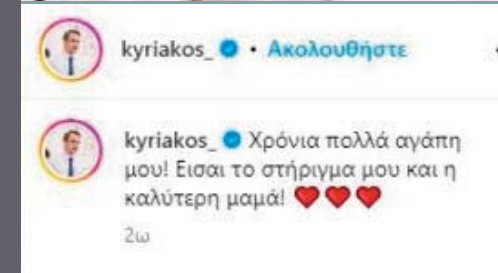 kyriakos_ • Ακολουθήστε
kyriakos_ Χρόνια πολλά αγάπη
μου! Εισαι το στήριγμα μου και η
καλύτερη μαμά! ❤❤❤
2ω